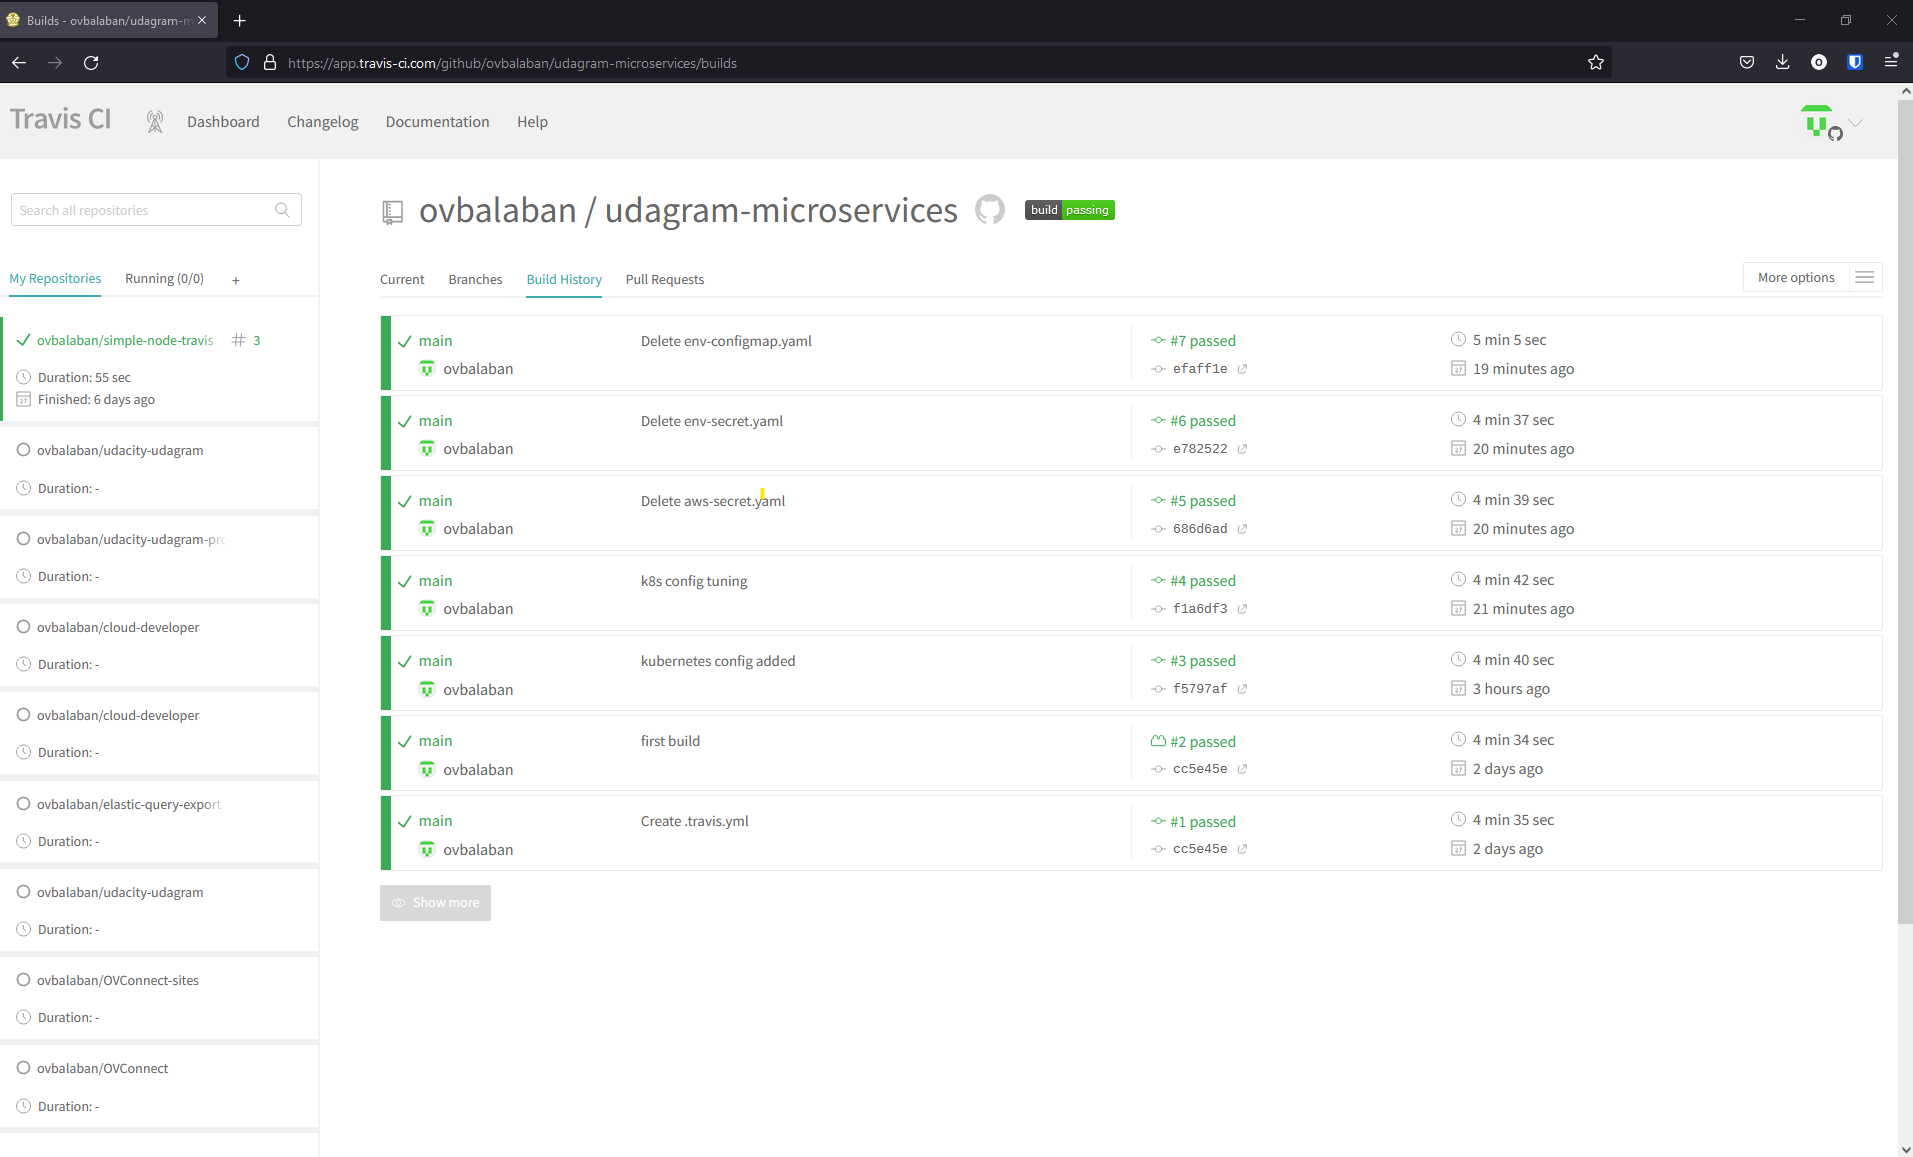 Builds - ovbalaban/udagram-m
https://app.travis-ci.com/github/ovbalaban/udagram-microservices/builds
Travis CI
Dashboard
Changelog
Documentation
Help
Search all repositories
My Repositories
Running (0/0)
+
ovbalaban/simple-node-travis # 3
Duration: 55 sec
Finished: 6 days ago
ovbalaban/udacity-udagram
Duration: -
ovbalaban/udacity-udagram-pro
Duration: -
ovbalaban/cloud-developer
Duration: -
ovbalaban/cloud-developer
Duration: -
ovbalaban/elastic-query-export
Duration: -
ovbalaban/udacity-udagram
Duration: -
ovbalaban/OVConnect-sites
Duration: -
ovbalaban/OVConnect
Duration: -
ovbalaban / udagram-microservices
build passing
Current
Branches
Build History
Pull Requests
More options
main Delete env-configmap.yaml #7 passed 5 min 5 sec
ovbalaban efaff1e 19 minutes ago
main Delete env-secret.yaml #6 passed 4 min 37 sec
ovbalaban e782522 20 minutes ago
main Delete aws-secret.yaml #5 passed 4 min 39 sec
ovbalaban 686d6ad 20 minutes ago
main k8s config tuning #4 passed 4 min 42 sec
ovbalaban f1a6df3 21 minutes ago
main kubernetes config added #3 passed 4 min 40 sec
ovbalaban f5797af 3 hours ago
main first build #2 passed 4 min 34 sec
ovbalaban cc5e45e 2 days ago
main Create .travis.yml #1 passed 4 min 35 sec
ovbalaban cc5e45e 2 days ago
Show more